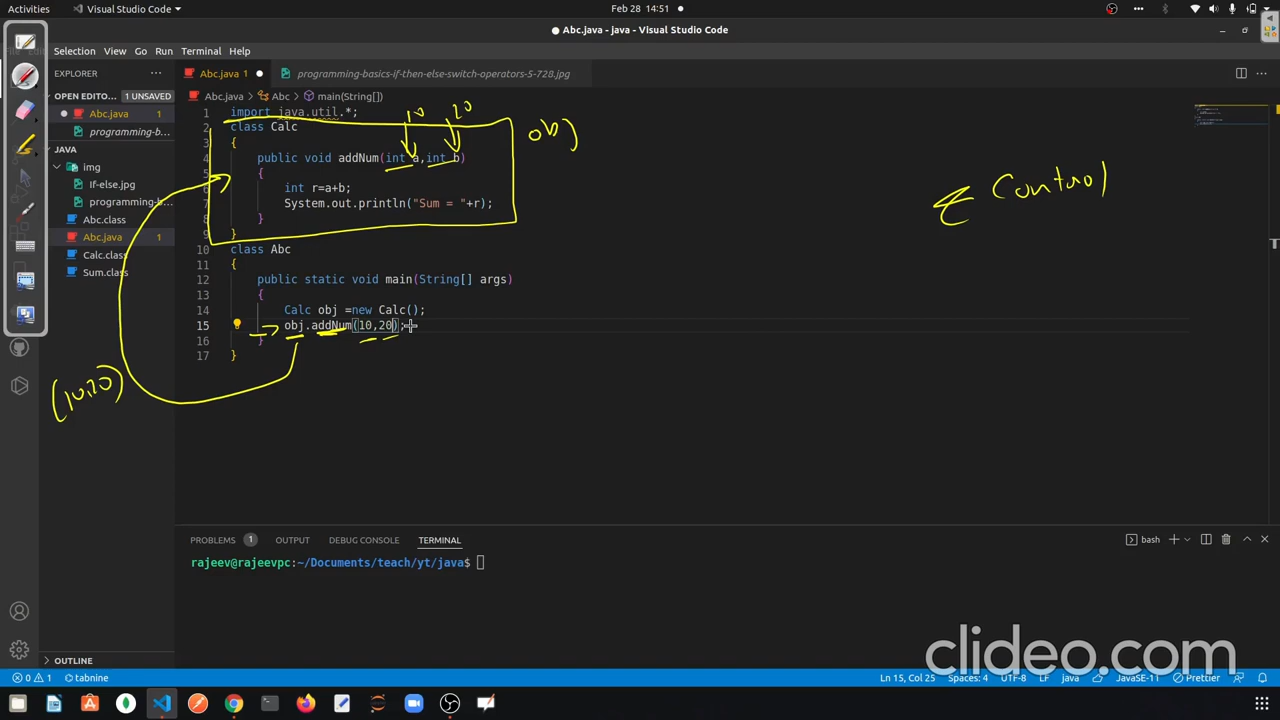 Activities
Visual Studio Code
Feb 28 14:51
Abc.java - java - Visual Studio Code
Selection View Go Run Terminal Help
EXPLORER
Abc.java 1
programming-basics-if-then-else-switch-operators-5-728.jpg
OPEN EDITO... 1 UNSAVED
Abc.java > Abc > main(String[])
Abc.java 1
programming-b...
JAVA
img
If-else.jpg
programming-b...
Abc.class
Abc.java 1
Calc.class
Sum.class
1 import java.util.*;
2 class Calc
3 {
4 public void addNum(int a,int b)
5 {
6 int r=a+b;
7 System.out.println("Sum = "+r);
8 }
9 }
10 class Abc
11 {
12 public static void main(String[] args)
13 {
14 Calc obj =new Calc();
15 obj.addNum(10,20);
16 }
17 }
10 20
obj
Control
(10,20)
PROBLEMS 1 OUTPUT DEBUG CONSOLE TERMINAL
bash
rajeev@rajeevpc:~/Documents/teach/yt/java$
OUTLINE
clideo.com
0 1 tabnine
Ln 15, Col 25 Spaces: 4 UTF-8 LF java JavaSE-11 Prettier